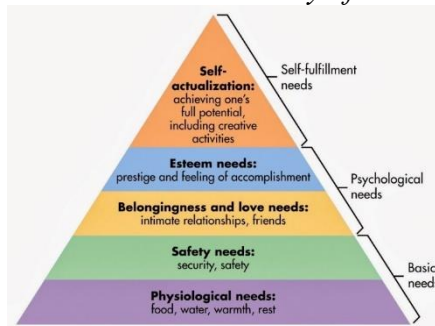 Self-
actualization:
achieving one's
full potential,
including creative
activities
Self-fulfillment
needs
Esteem needs:
prestige and feeling of accomplishment
Psychological
needs
Belongingness and love needs:
intimate relationships, friends
Safety needs:
security, safety
Basic
Physiological needs:
food, water, warmth, rest